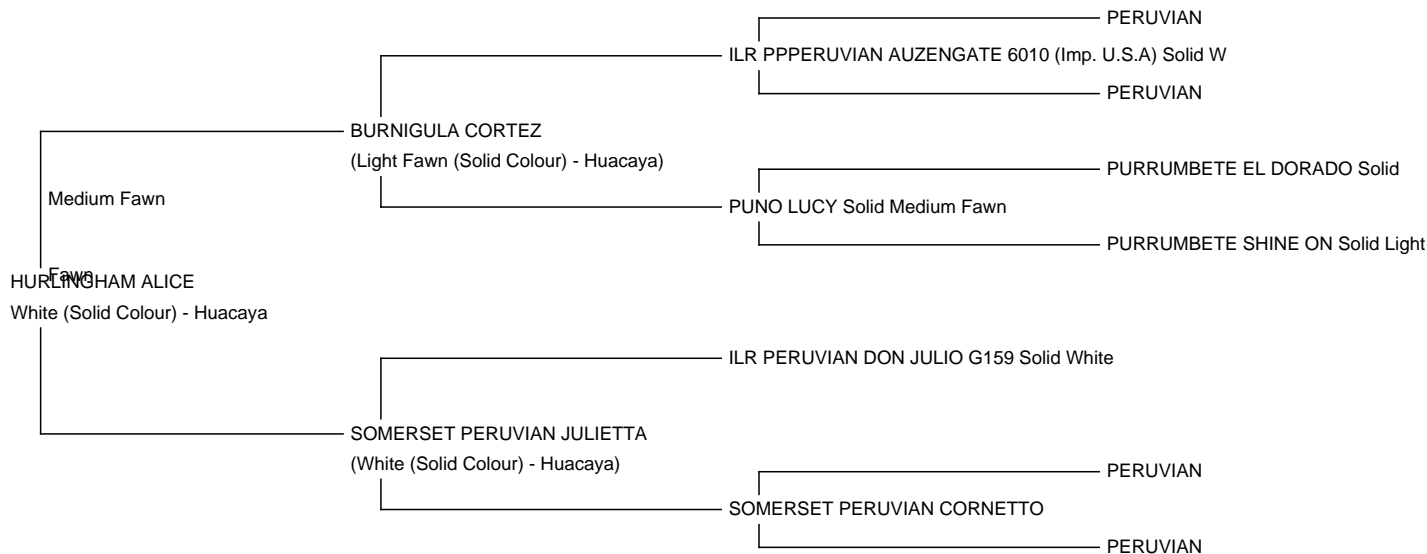 PERUVIAN
ILR PPPERUVIAN AUZENGATE 6010 (Imp. U.S.A) Solid W
PERUVIAN
BURNIGULA CORTEZ
(Light Fawn (Solid Colour) - Huacaya)
PURRUMBETE EL DORADO Solid
Medium Fawn
PUNO LUCY Solid Medium Fawn
PURRUMBETE SHINE ON Solid Light
Fawn
HURLINGHAM ALICE
White (Solid Colour) - Huacaya
ILR PERUVIAN DON JULIO G159 Solid White
SOMERSET PERUVIAN JULIETTA
(White (Solid Colour) - Huacaya)
PERUVIAN
SOMERSET PERUVIAN CORNETTO
PERUVIAN